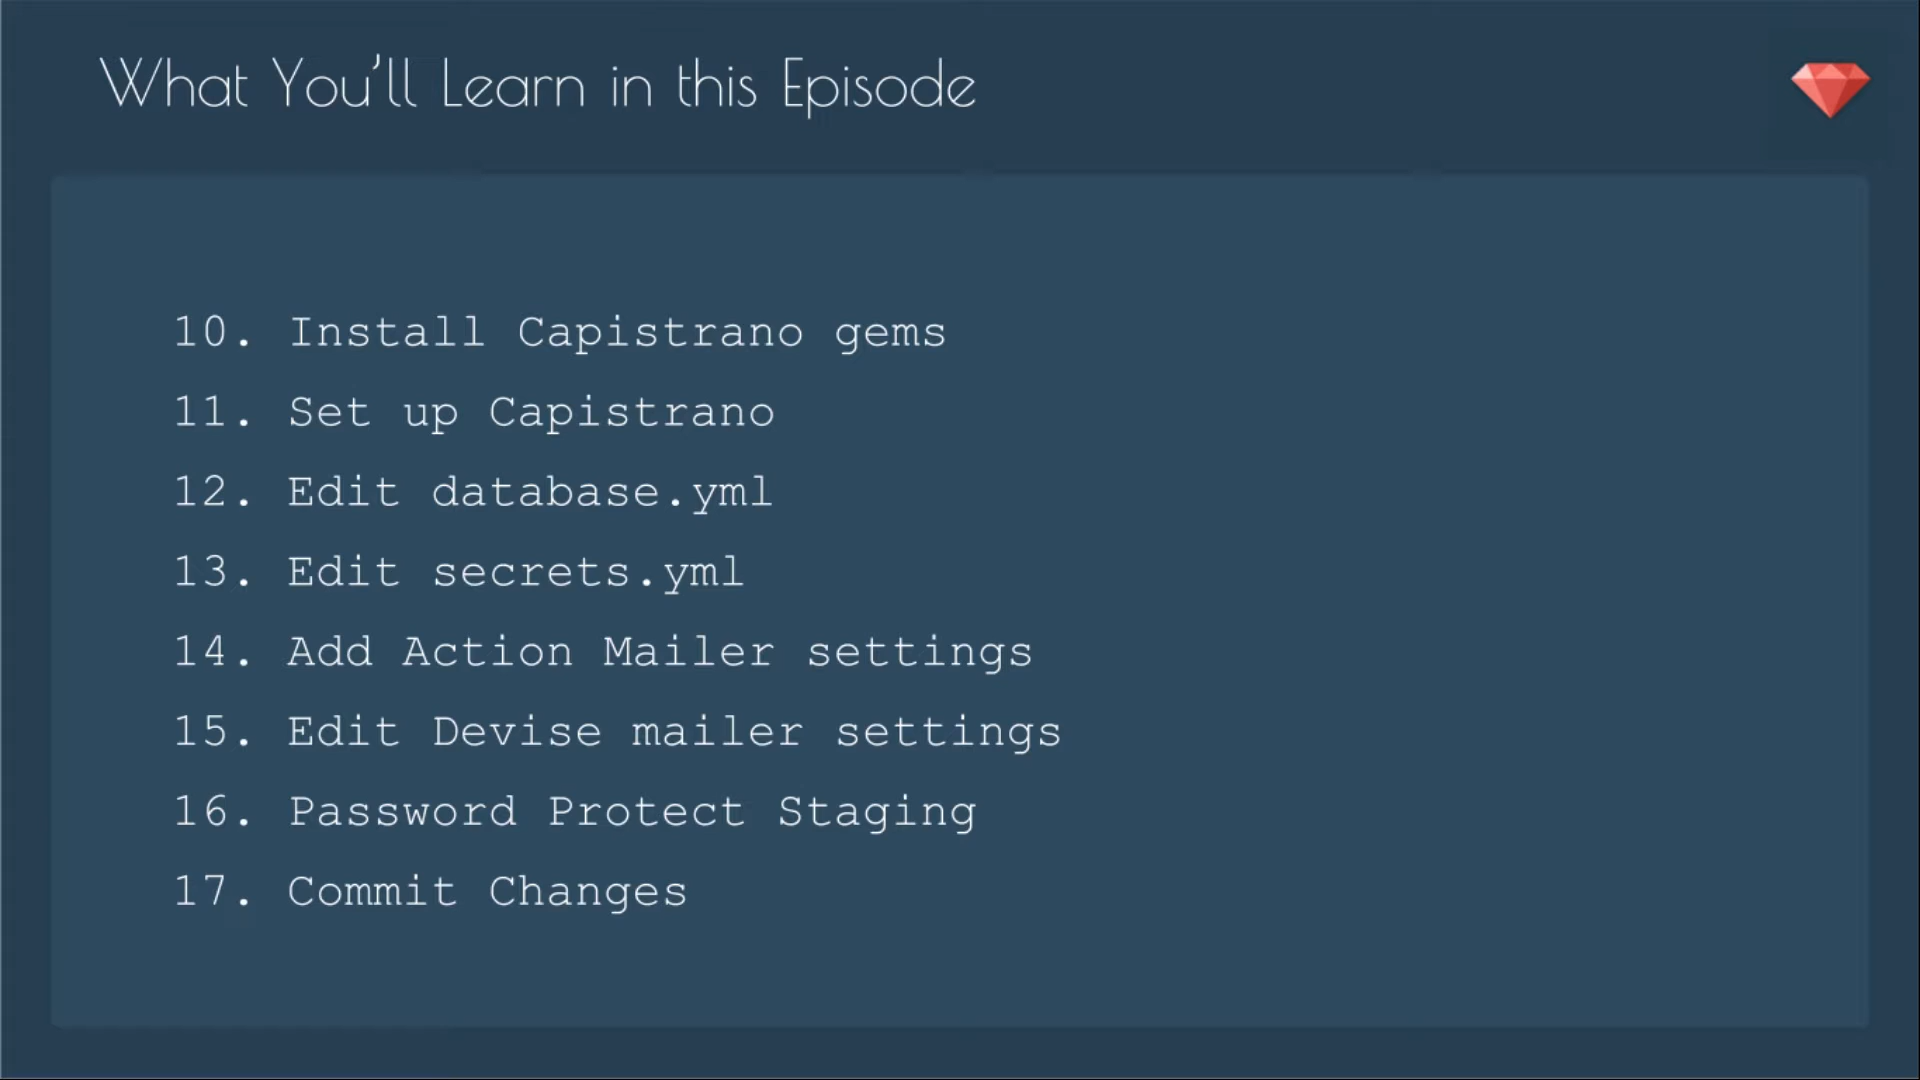 What You’ll Learn in this Episode
10. Install Capistrano gems
11. Set up Capistrano
12. Edit database.yml
13. Edit secrets.yml
14. Add Action Mailer settings
15. Edit Devise mailer settings
16. Password Protect Staging
17. Commit Changes